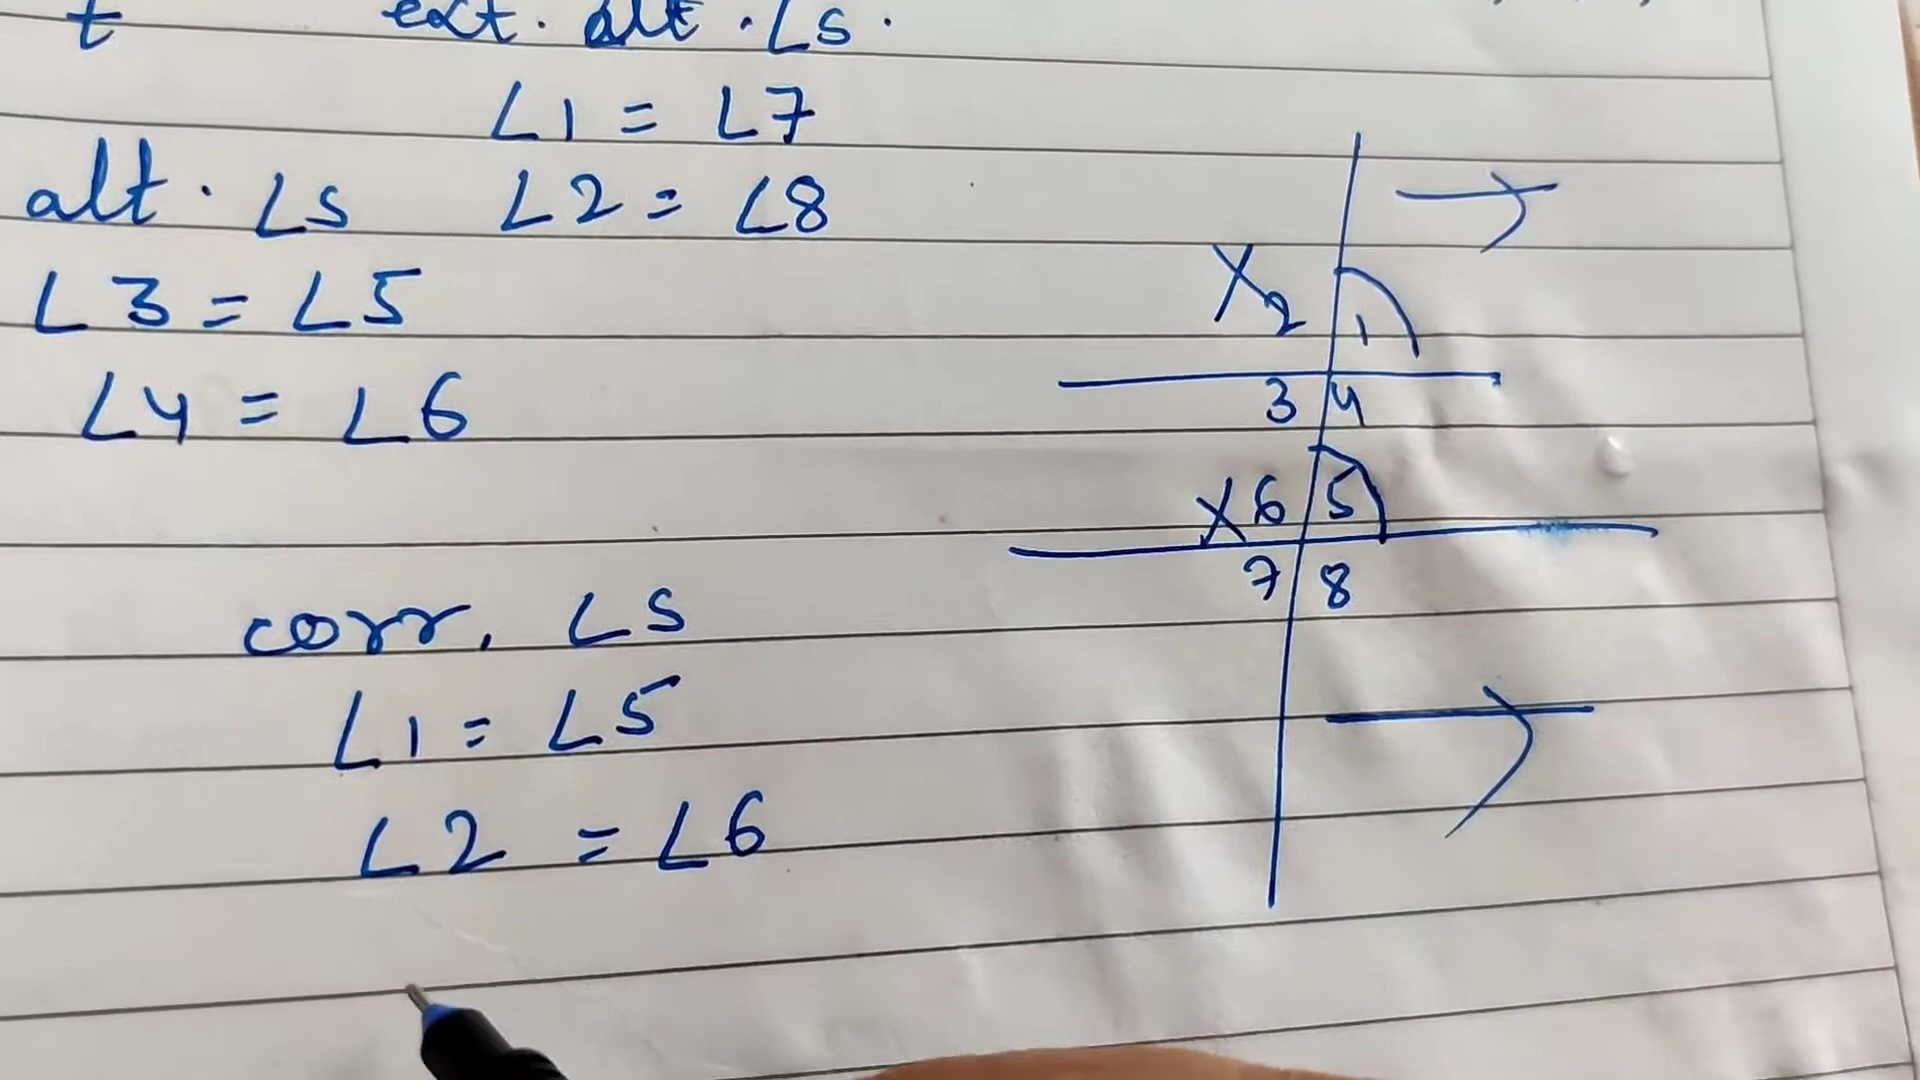 t ext. alt. ∠s.
∠1 = ∠7
alt. ∠s ∠2 = ∠8
∠3 = ∠5
∠4 = ∠6
corr. ∠s
∠1 = ∠5
∠2 = ∠6
2 1
3 4
6 5
7 8